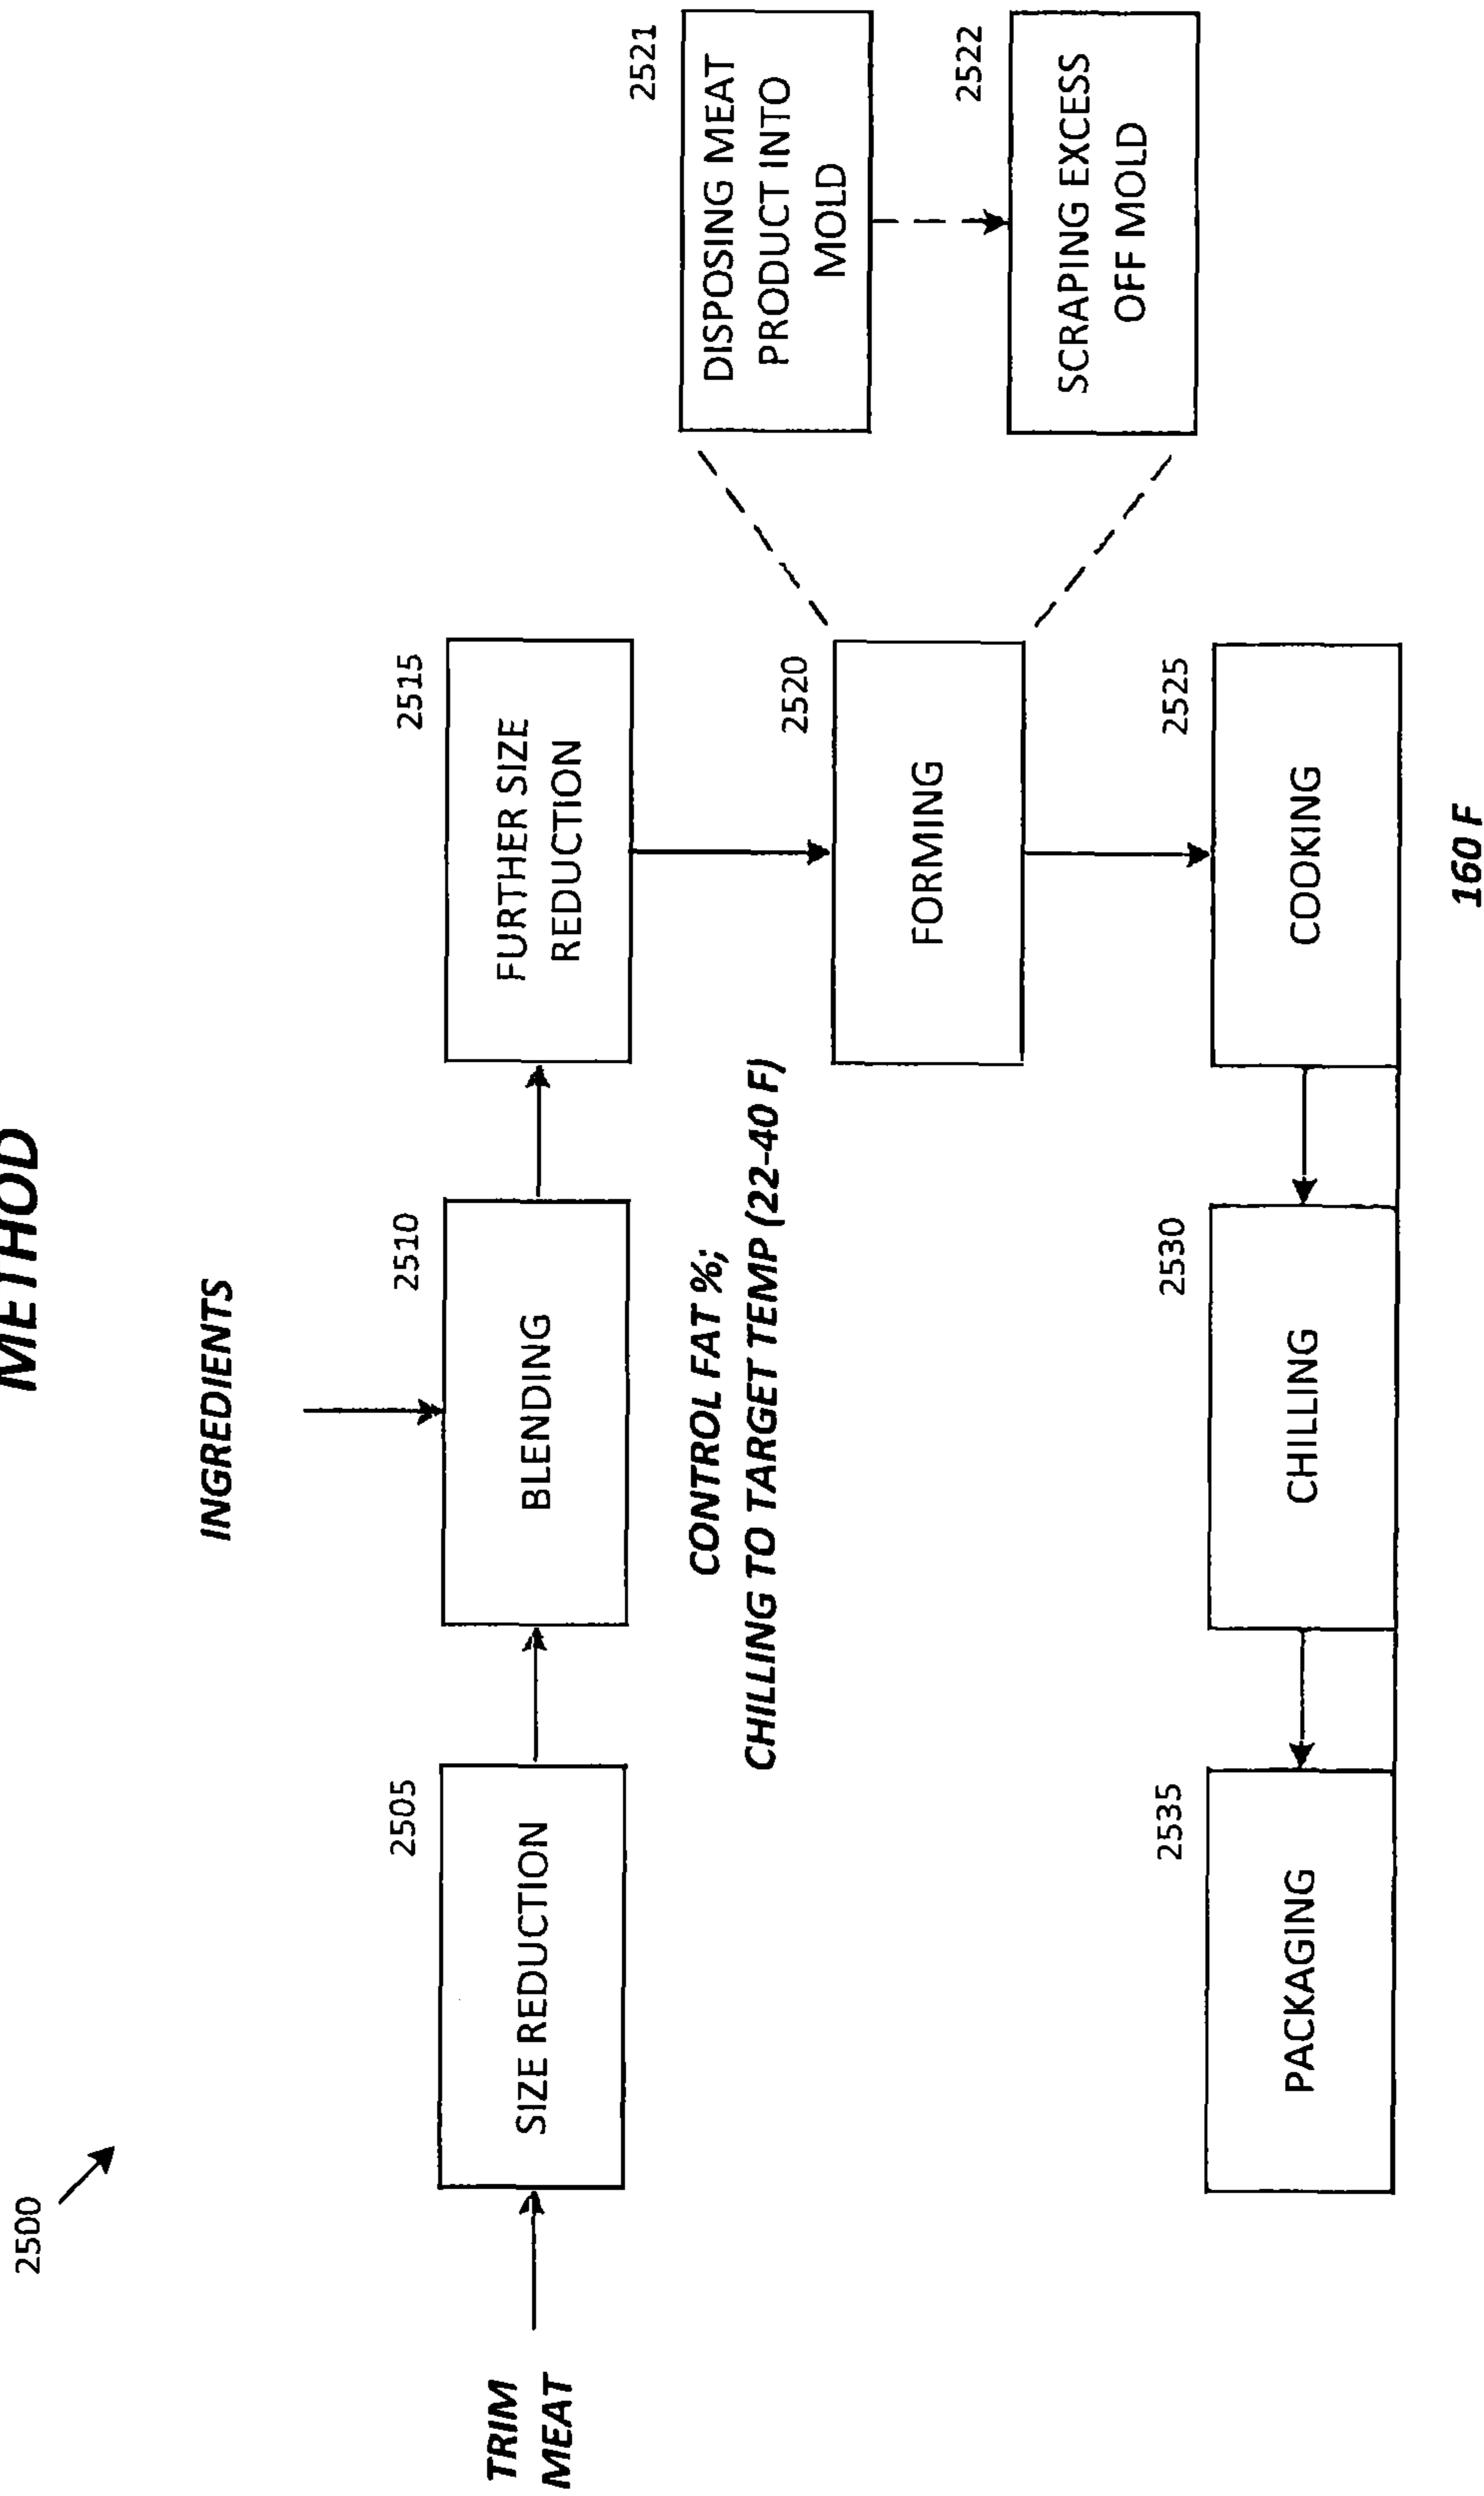 METHOD
2500
INGREDIENTS
TRIM
MEAT
2505
SIZE REDUCTION
2510
BLENDING
CONTROL FAT %;
CHILLING TO TARGET TEMP (22-40 F)
2515
FURTHER SIZE
REDUCTION
2520
FORMING
2521
DISPOSING MEAT
PRODUCT INTO
MOLD
2522
SCRAPING EXCESS
OFF MOLD
2525
COOKING
160 F
2530
CHILLING
2535
PACKAGING